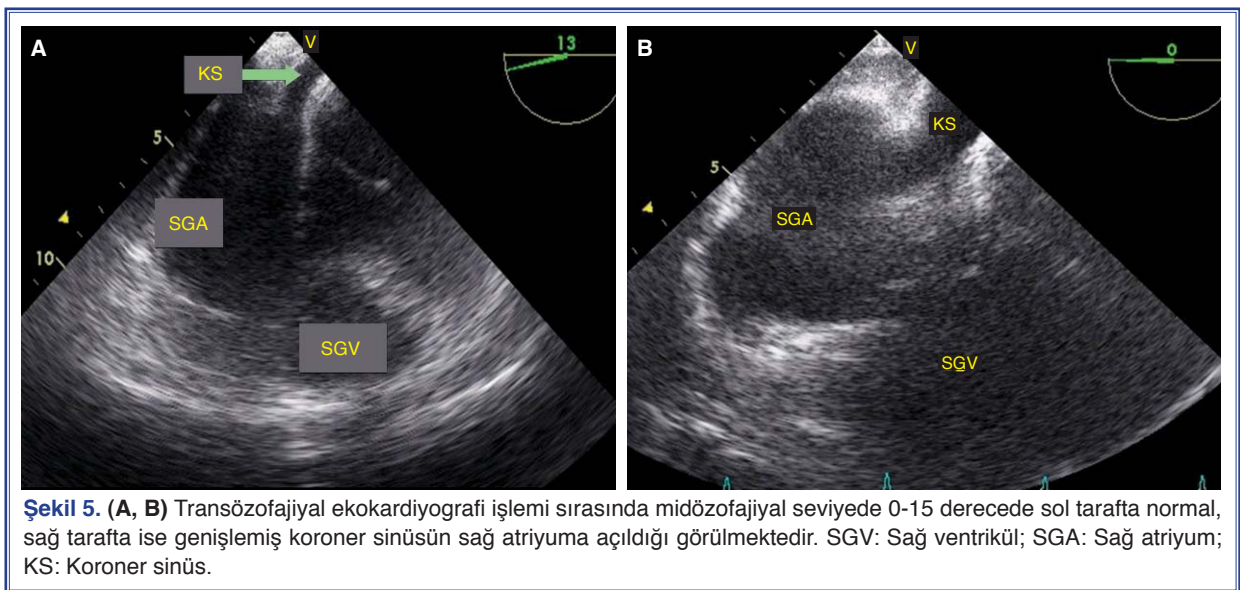 A
V
13
KS
5
SGA
10
SGV
B
V
0
KS
5
SGA
SGV
Şekil 5. (A, B) Transözofajiyal ekokardiyografi işlemi sırasında midözofajiyal seviyede 0-15 derecede sol tarafta normal,
sağ tarafta ise genişlemiş koroner sinüsün sağ atriyuma açıldığı görülmektedir. SGV: Sağ ventrikül; SGA: Sağ atriyum;
KS: Koroner sinüs.